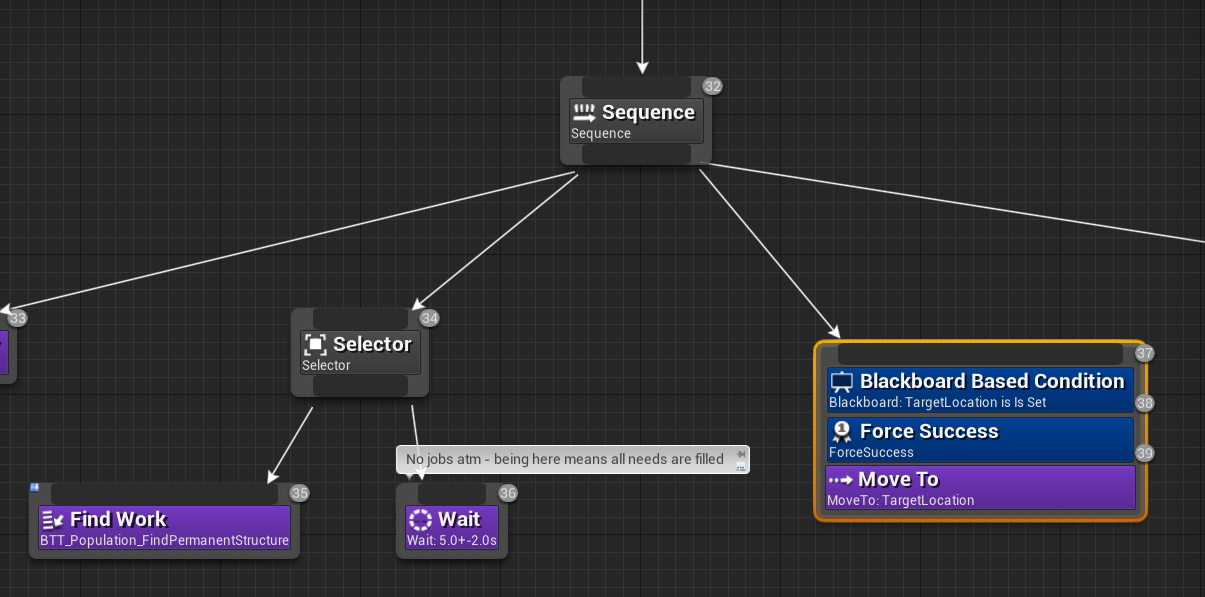 32
Sequence
Sequence
33
34
Selector
Selector
37
Blackboard Based Condition
Blackboard: TargetLocation is Is Set
38
Force Success
ForceSuccess
39
Move To
MoveTo: TargetLocation
No jobs atm - being here means all needs are filled
35
Find Work
BTT_Population_FindPermanentStructure
36
Wait
Wait: 5.0+-2.0s